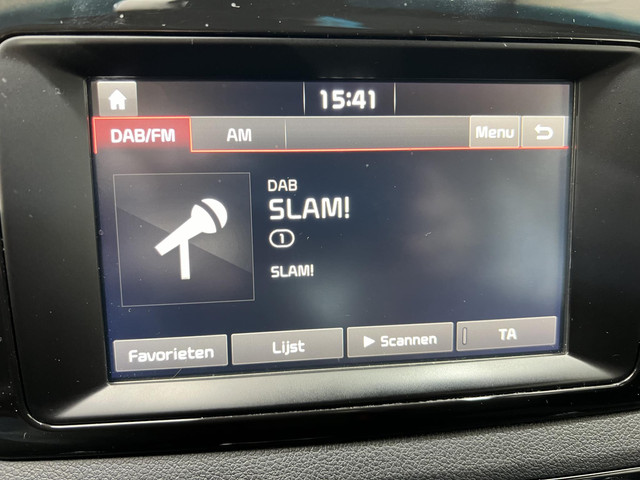 15:41
DAB/FM AM Menu
DAB
SLAM!
1
SLAM!
Favorieten Lijst Scannen TA